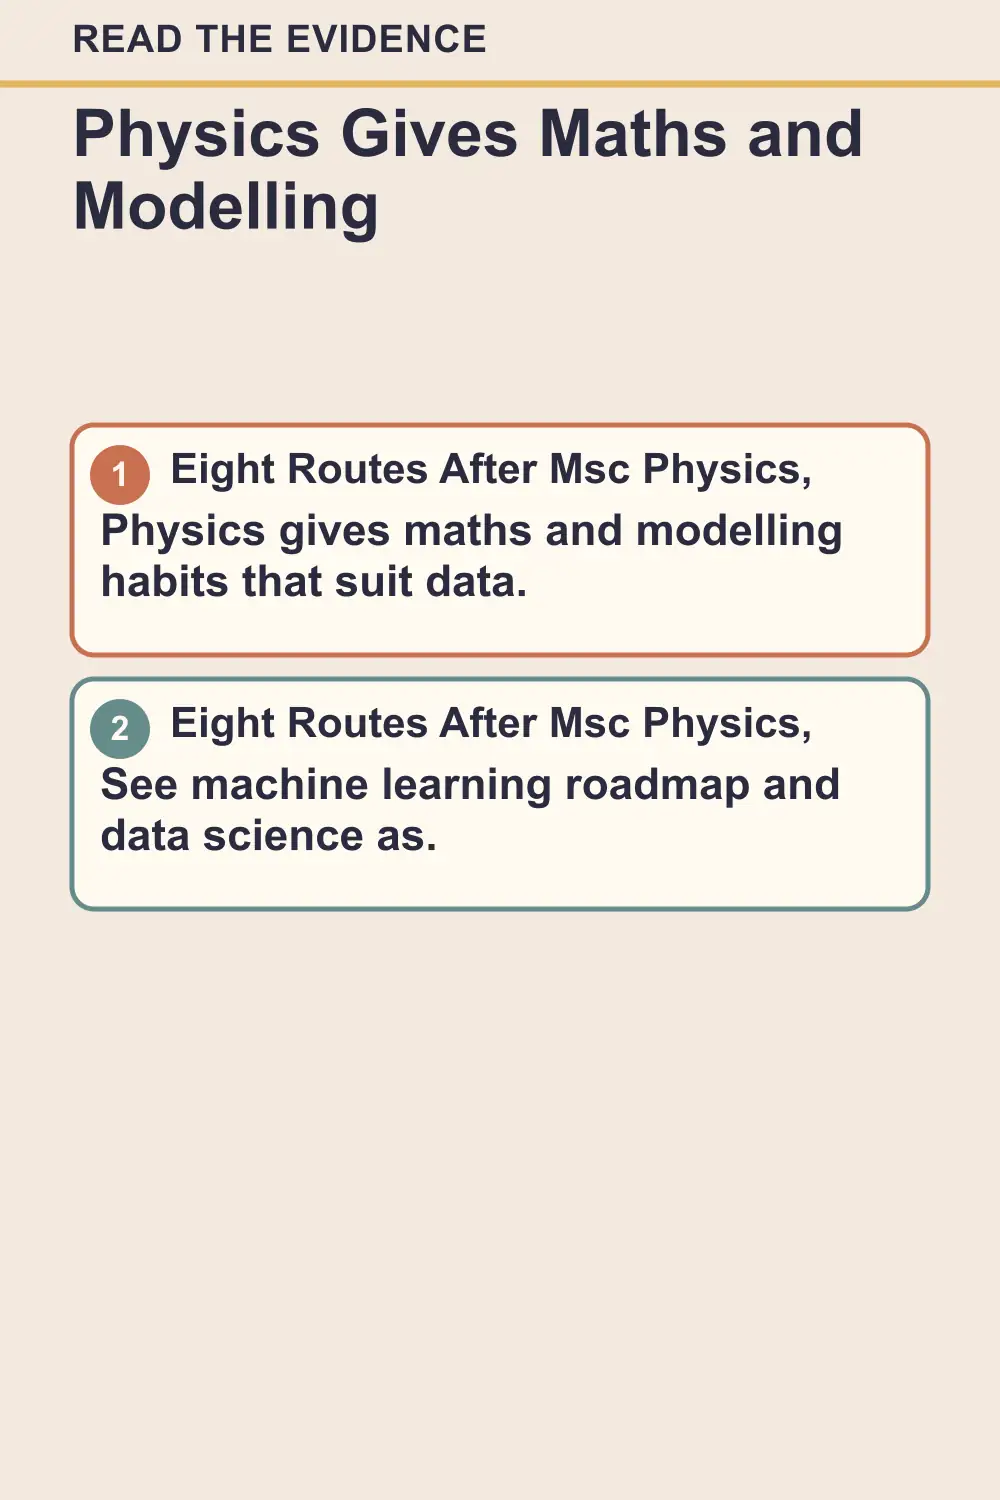 READ THE EVIDENCE
Physics Gives Maths and
Modelling
1 Eight Routes After Msc Physics,
Physics gives maths and modelling
habits that suit data.
2 Eight Routes After Msc Physics,
See machine learning roadmap and
data science as.